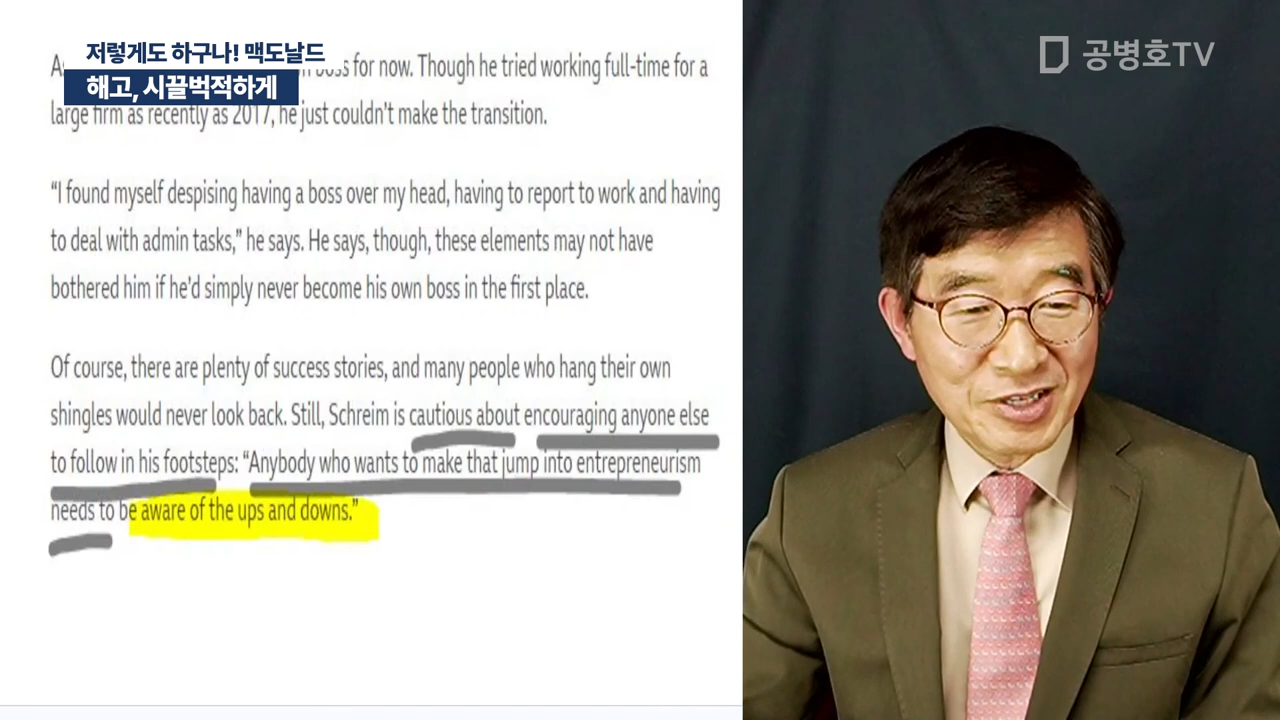 저렇게도 하구나! 맥도날드
해고, 시끌벅적하게
공병호TV
boss for now. Though he tried working full-time for a
large firm as recently as 2017, he just couldn't make the transition.
“I found myself despising having a boss over my head, having to report to work and having
to deal with admin tasks,” he says. He says, though, these elements may not have
bothered him if he’d simply never become his own boss in the first place.
Of course, there are plenty of success stories, and many people who hang their own
shingles would never look back. Still, Schreim is cautious about encouraging anyone else
to follow in his footsteps: “Anybody who wants to make that jump into entrepreneurism
needs to be aware of the ups and downs.”